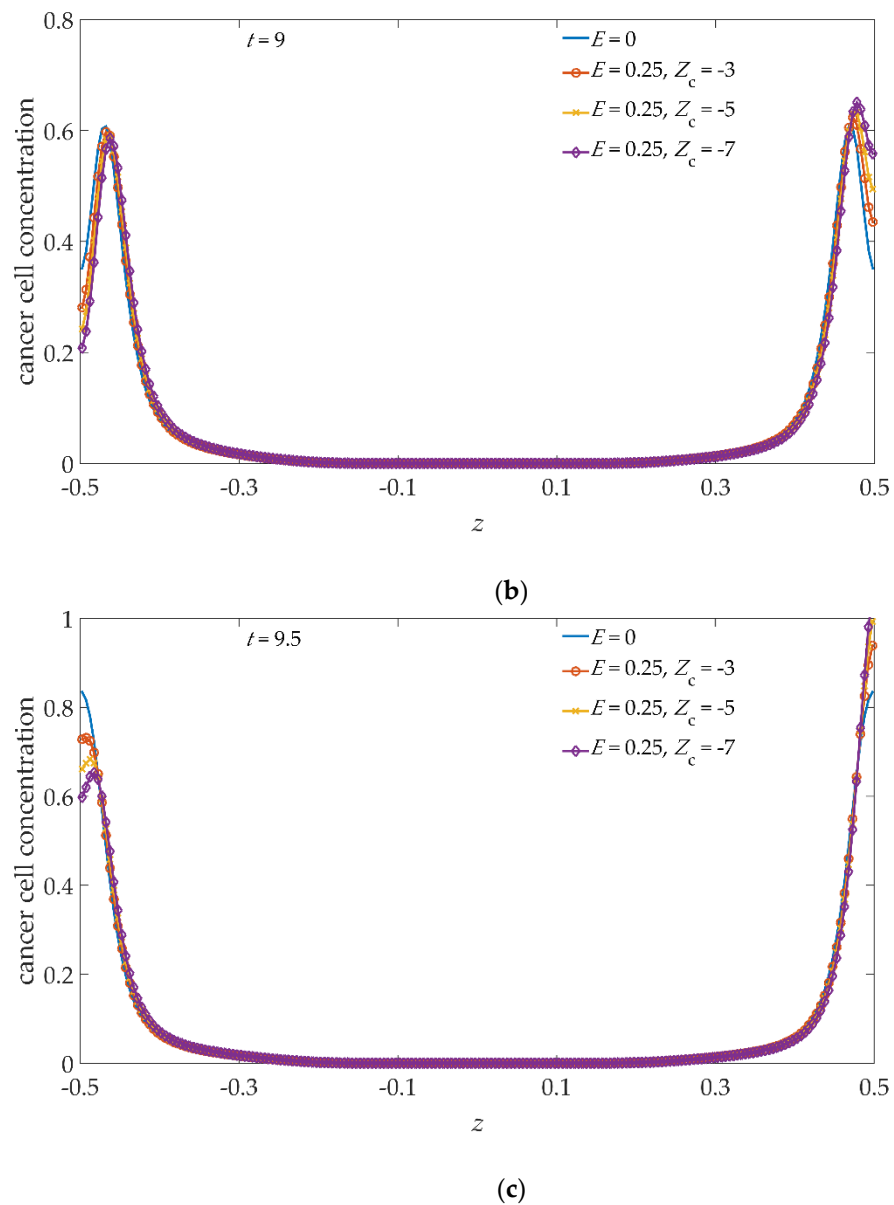 0.8
t = 9
E = 0
E = 0.25, Zc = -3
E = 0.25, Zc = -5
E = 0.25, Zc = -7
0.6
0.4
0.2
0
cancer cell concentration
-0.5
-0.3
-0.1
0.1
0.3
0.5
z
(b)
1
t = 9.5
E = 0
E = 0.25, Zc = -3
E = 0.25, Zc = -5
E = 0.25, Zc = -7
0.8
0.6
0.4
0.2
0
cancer cell concentration
-0.5
-0.3
-0.1
0.1
0.3
0.5
z
(c)